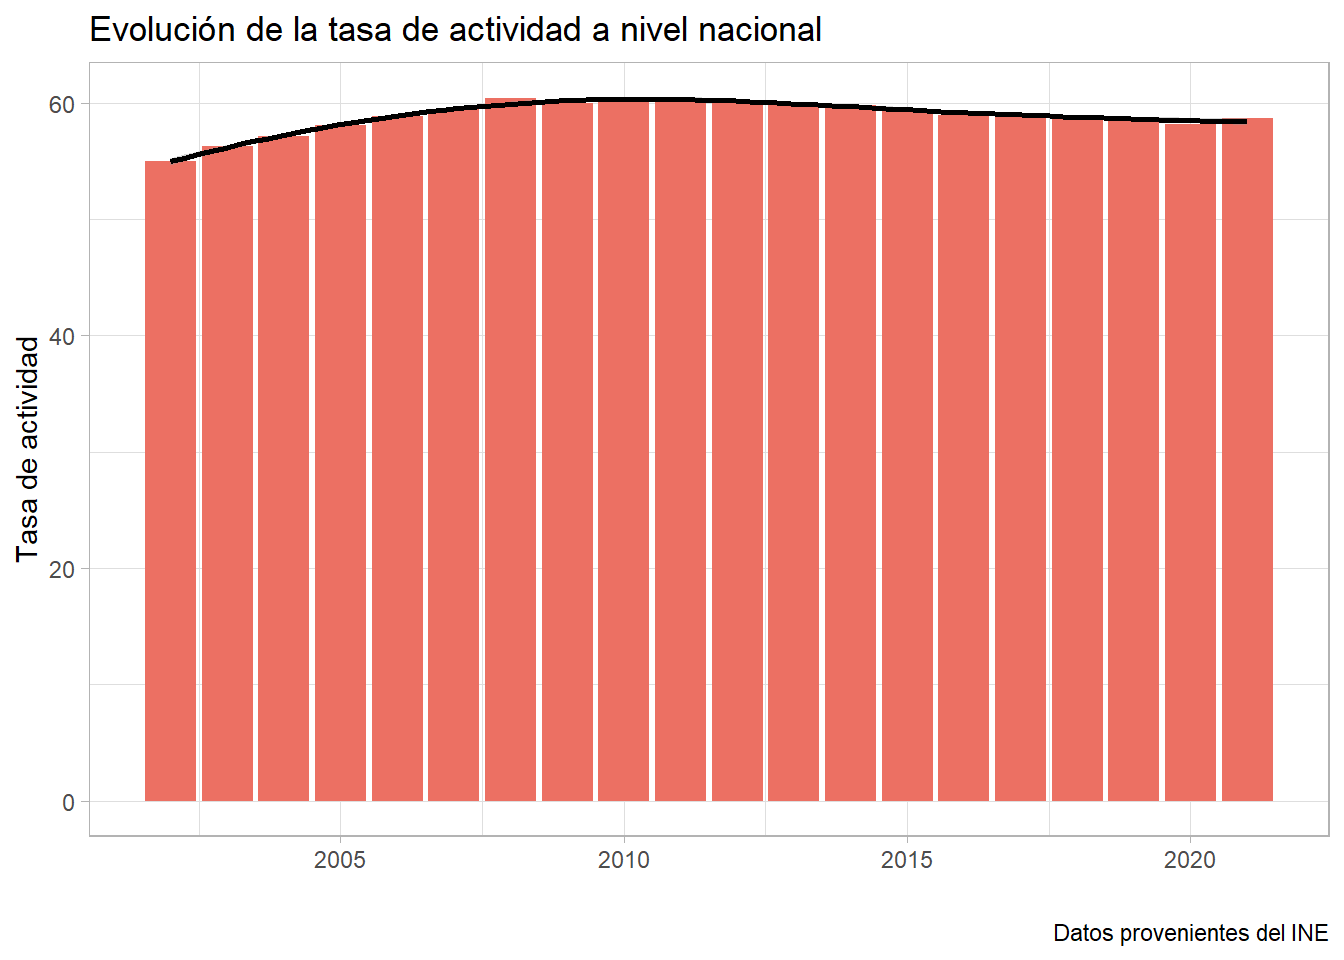 Evolución de la tasa de actividad a nivel nacional
Tasa de actividad
60
40
20
0
2005 2010 2015 2020
Datos provenientes del INE